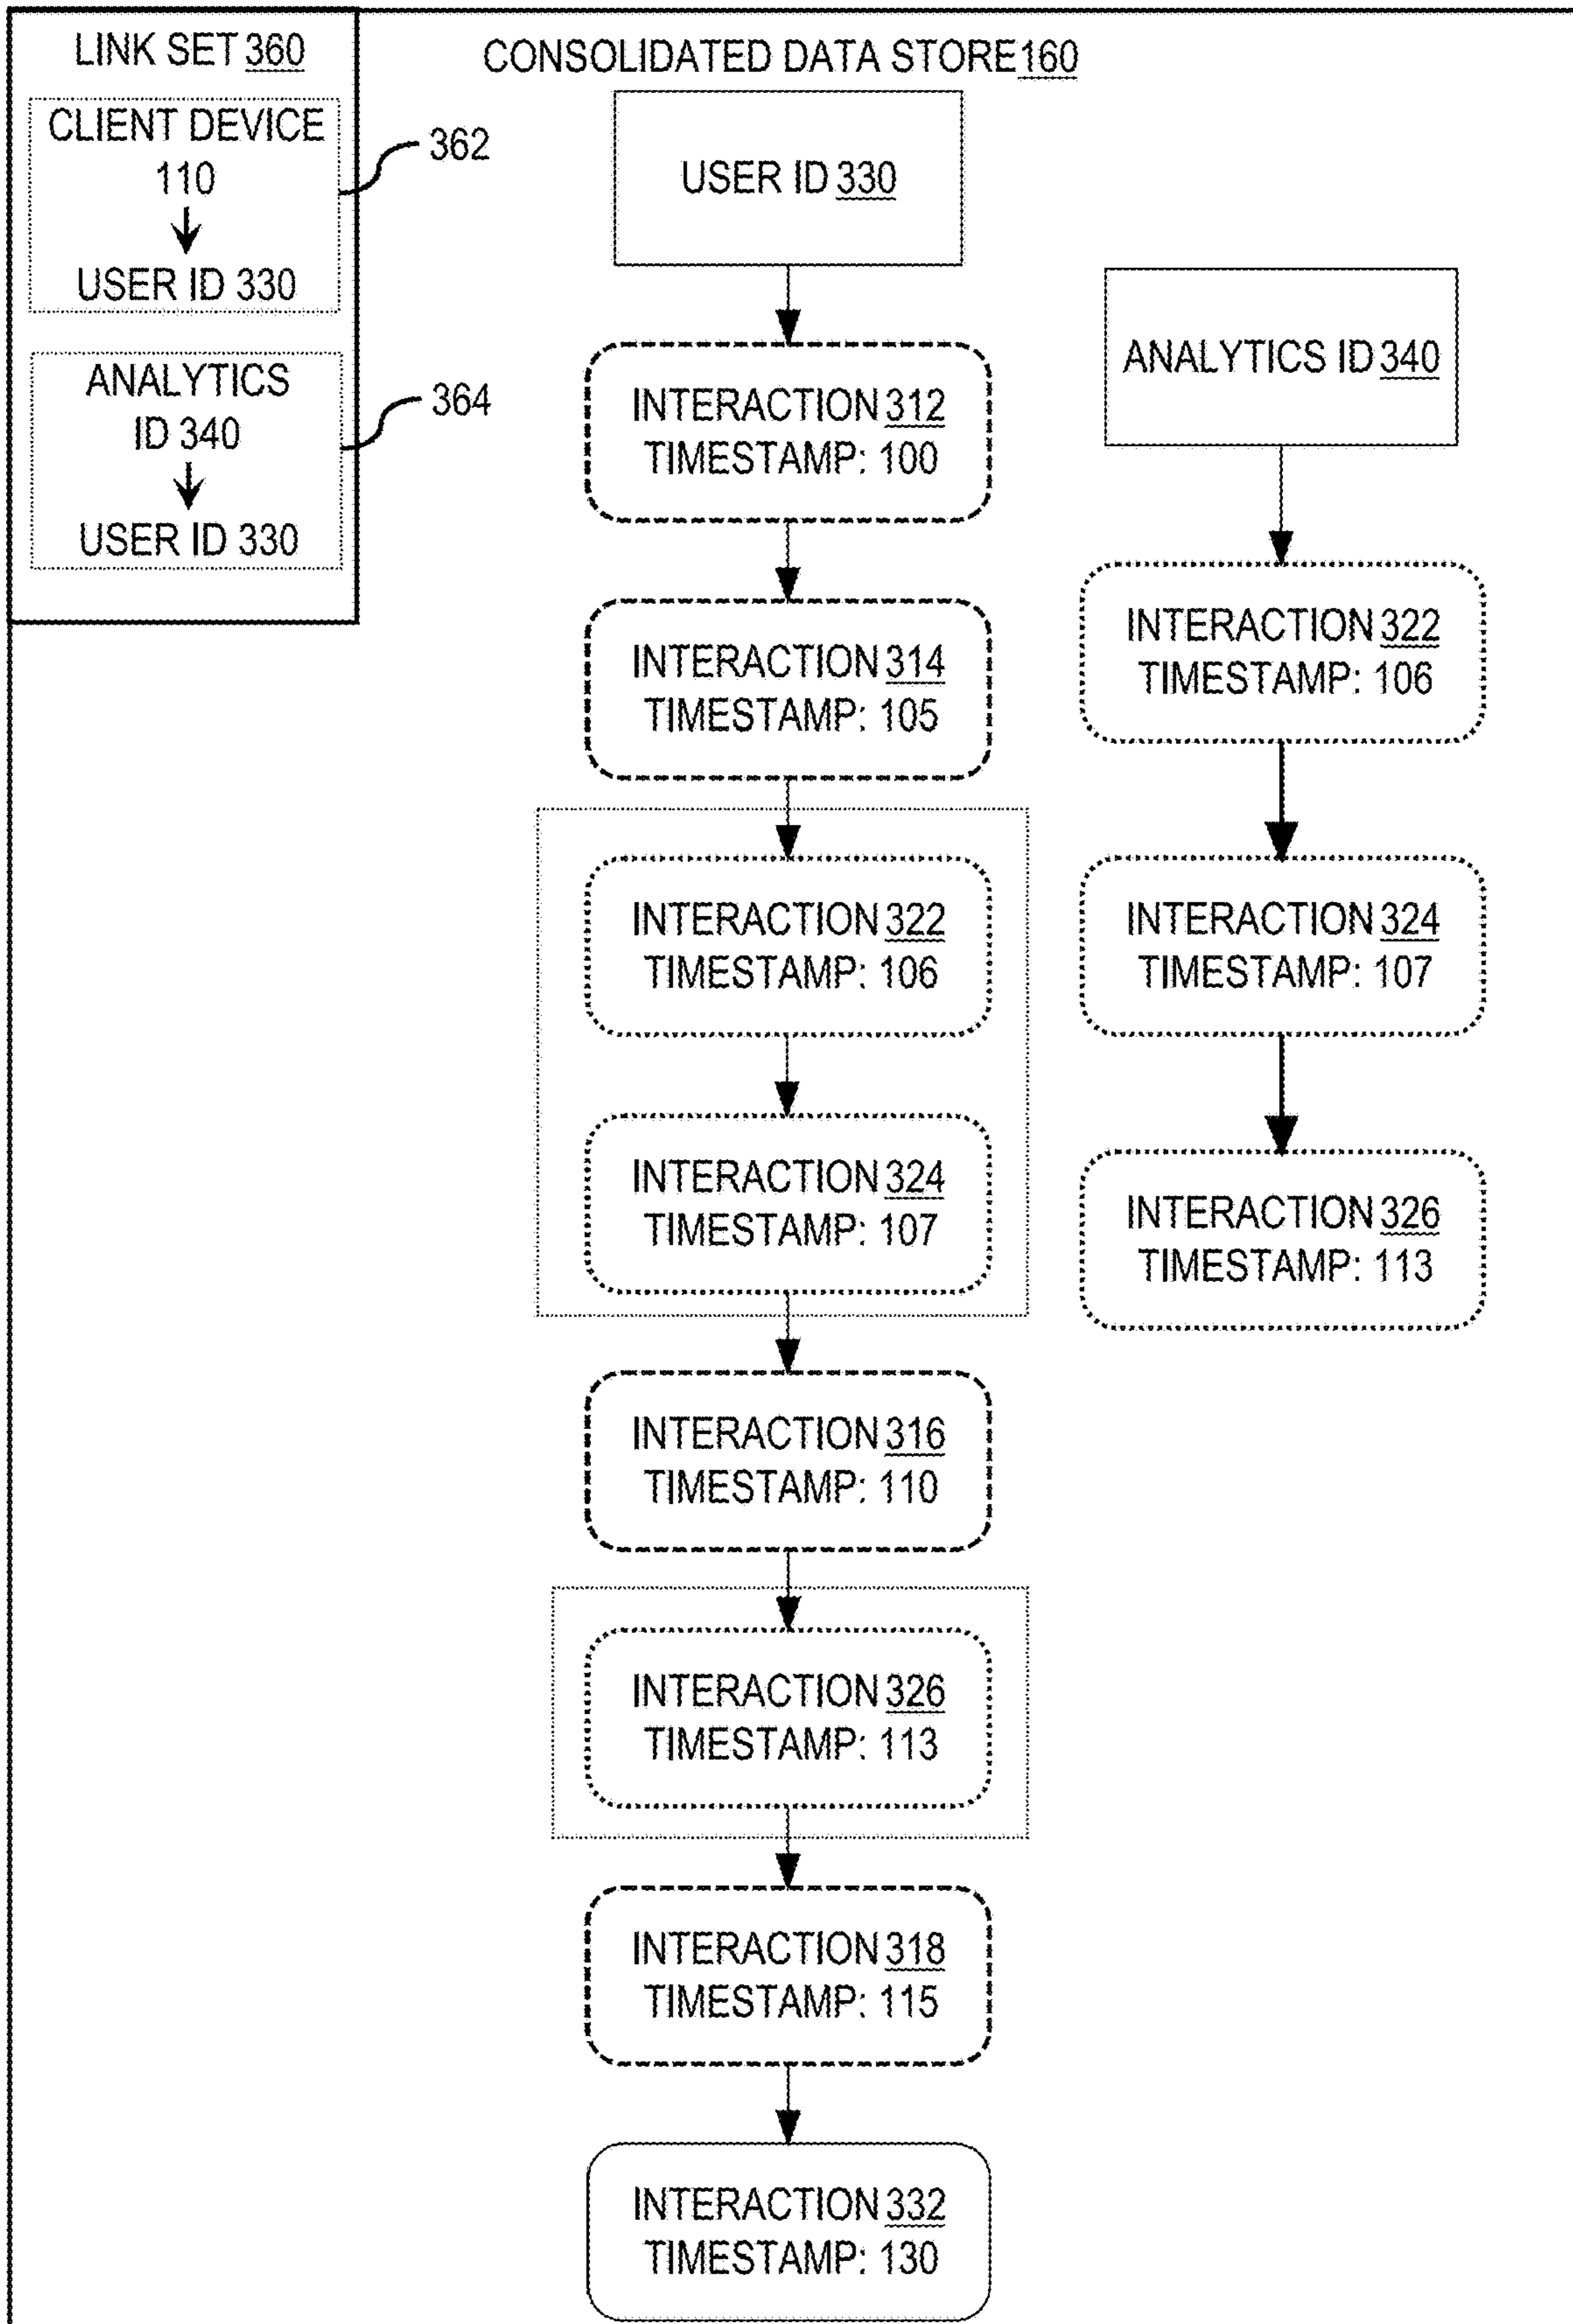 LINK SET 360
CLIENT DEVICE
110
USER ID 330
362
ANALYTICS
ID 340
USER ID 330
364
CONSOLIDATED DATA STORE 160
USER ID 330
INTERACTION 312
TIMESTAMP: 100
INTERACTION 314
TIMESTAMP: 105
INTERACTION 322
TIMESTAMP: 106
INTERACTION 324
TIMESTAMP: 107
INTERACTION 316
TIMESTAMP: 110
INTERACTION 326
TIMESTAMP: 113
INTERACTION 318
TIMESTAMP: 115
INTERACTION 332
TIMESTAMP: 130
ANALYTICS ID 340
INTERACTION 322
TIMESTAMP: 106
INTERACTION 324
TIMESTAMP: 107
INTERACTION 326
TIMESTAMP: 113